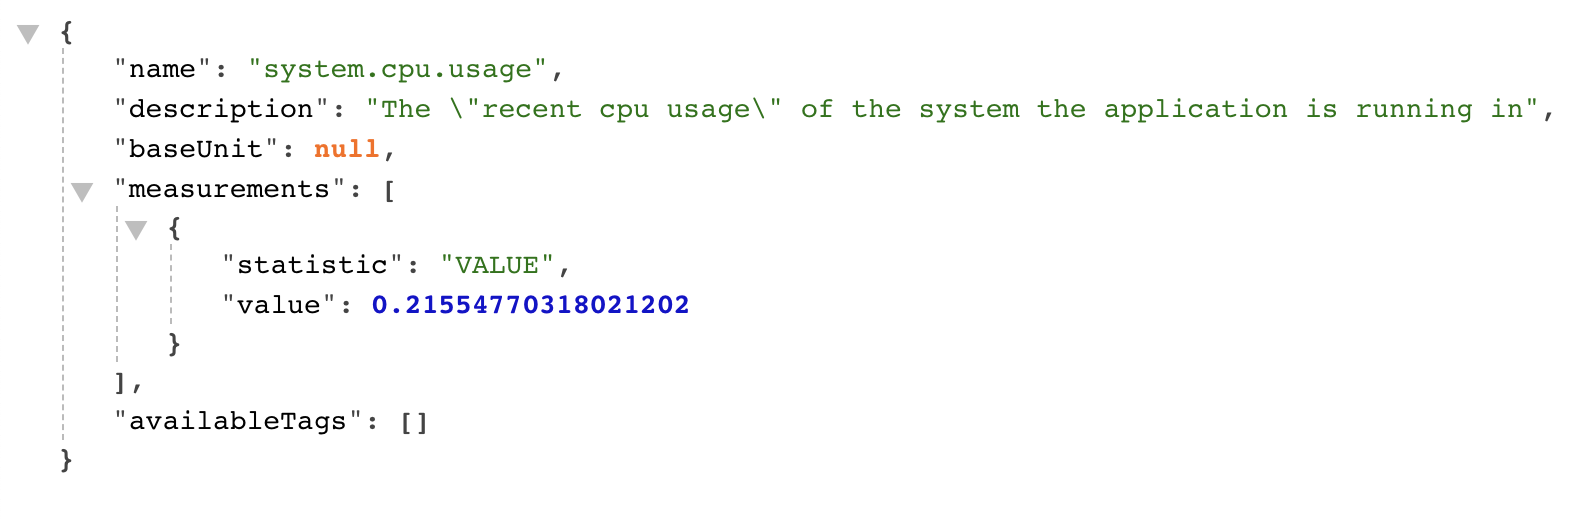 {
"name": "system.cpu.usage",
"description": "The \"recent cpu usage\" of the system the application is running in",
"baseUnit": null,
"measurements": [
{
"statistic": "VALUE",
"value": 0.21554770318021202
}
],
"availableTags": []
}